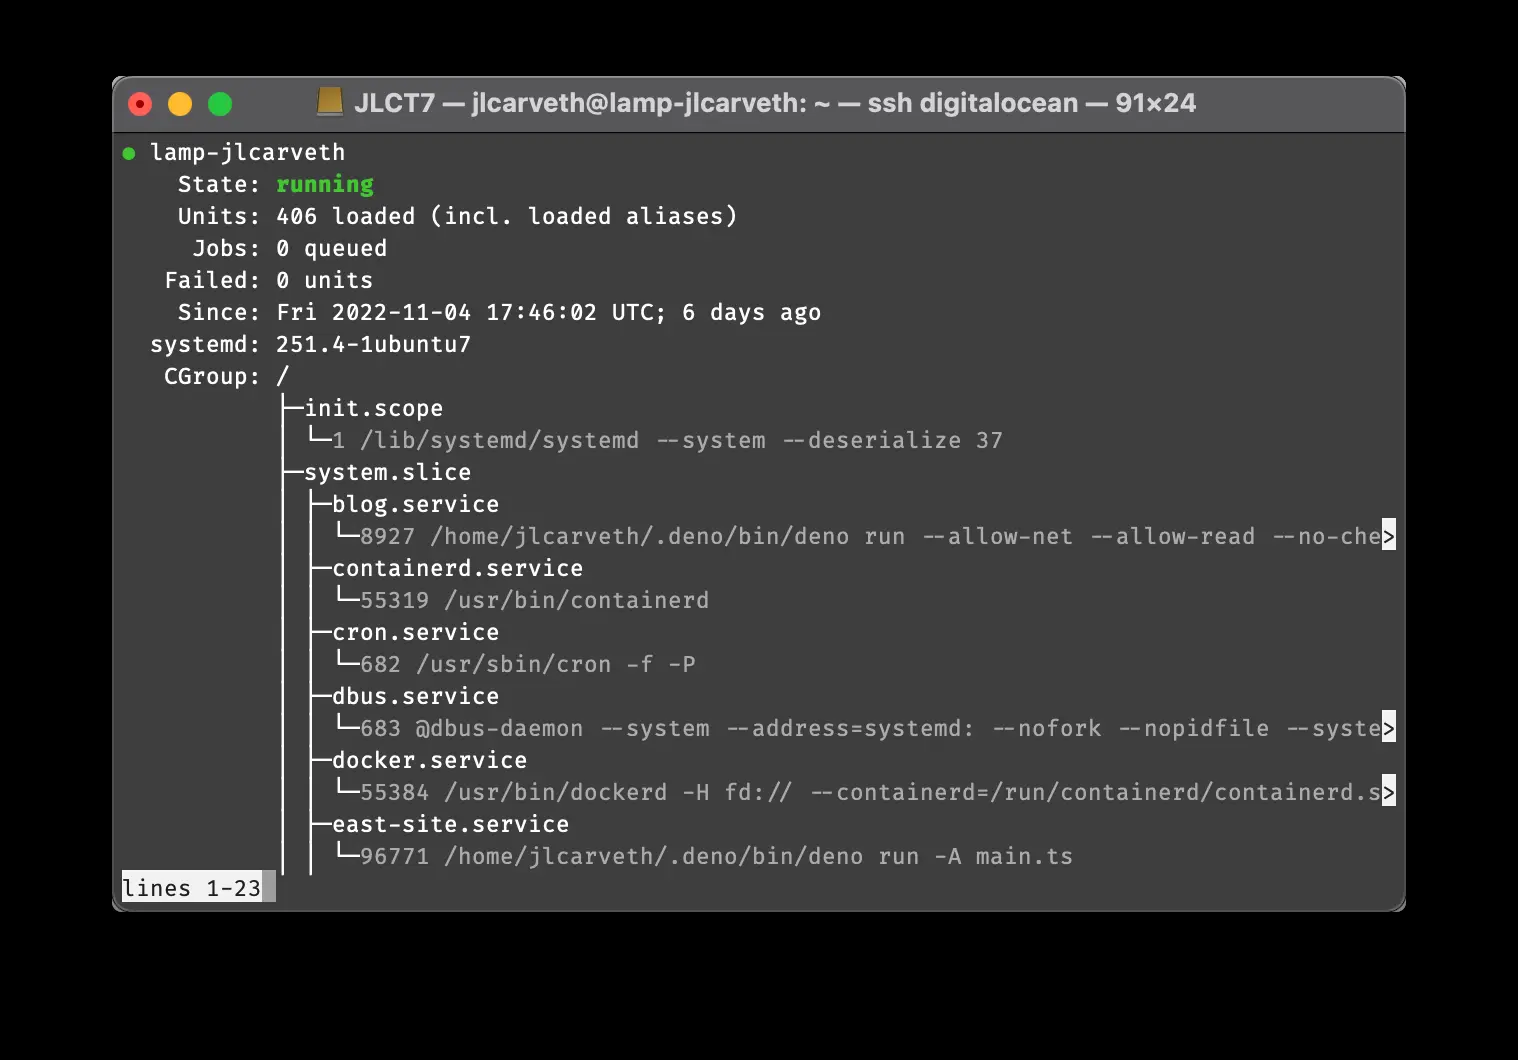 JLCT7 — jlcarveth@lamp-jlcarveth: ~ — ssh digitalocean — 91×24
● lamp-jlcarveth
    State: running
    Units: 406 loaded (incl. loaded aliases)
     Jobs: 0 queued
   Failed: 0 units
    Since: Fri 2022-11-04 17:46:02 UTC; 6 days ago
  systemd: 251.4-1ubuntu7
   CGroup: /
           ├─init.scope
           │ └─1 /lib/systemd/systemd --system --deserialize 37
           ├─system.slice
           │ ├─blog.service
           │ │ └─8927 /home/jlcarveth/.deno/bin/deno run --allow-net --allow-read --no-che>
           │ ├─containerd.service
           │ │ └─55319 /usr/bin/containerd
           │ ├─cron.service
           │ │ └─682 /usr/sbin/cron -f -P
           │ ├─dbus.service
           │ │ └─683 @dbus-daemon --system --address=systemd: --nofork --nopidfile --syste>
           │ ├─docker.service
           │ │ └─55384 /usr/bin/dockerd -H fd:// --containerd=/run/containerd/containerd.s>
           │ ├─east-site.service
           │ │ └─96771 /home/jlcarveth/.deno/bin/deno run -A main.ts
lines 1-23